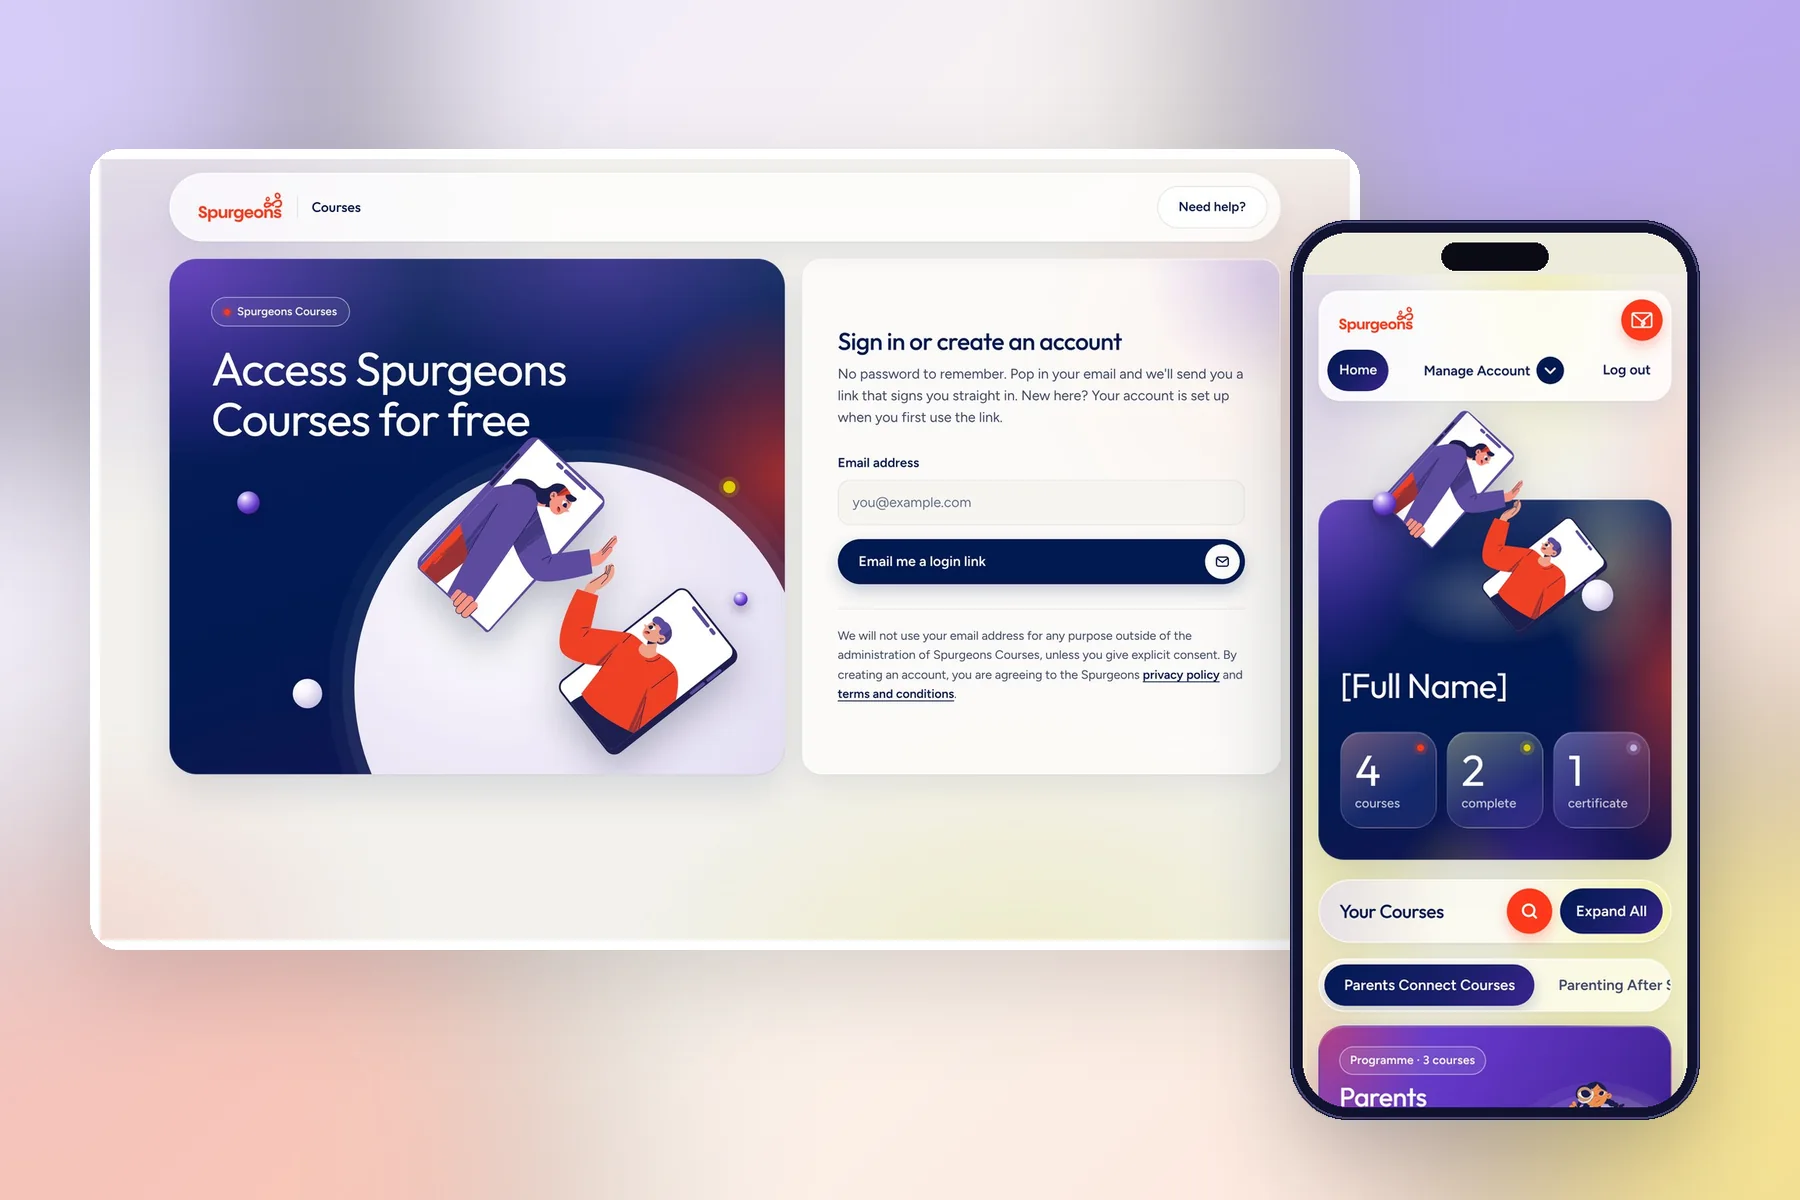 Spurgeons
Courses
Need help?
Spurgeons Courses
Access Spurgeons
Courses for free
Sign in or create an account
No password to remember. Pop in your email and we'll send you a
link that signs you straight in. New here? Your account is set up
when you first use the link.
Email address
you@example.com
Email me a login link
We will not use your email address for any purpose outside of the
administration of Spurgeons Courses, unless you give explicit consent. By
creating an account, you are agreeing to the Spurgeons privacy policy and
terms and conditions.
Spurgeons
Home
Manage Account
Log out
[Full Name]
4
courses
2
complete
1
certificate
Your Courses
Expand All
Parents Connect Courses
Parenting After
Programme · 3 courses
Parents